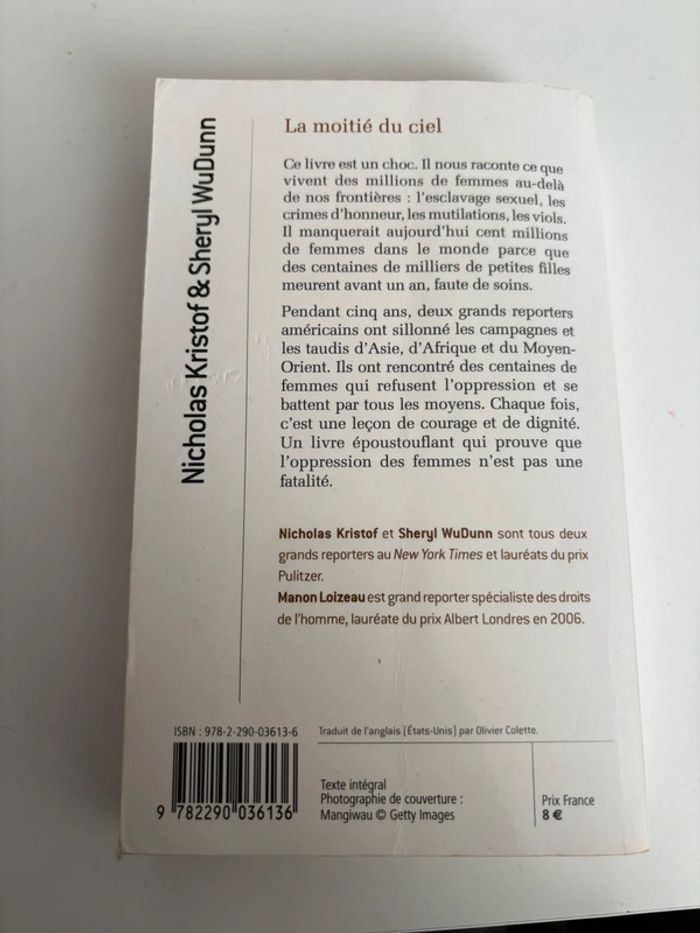 Nicholas Kristof & Sheryl WuDunn
La moitié du ciel
Ce livre est un choc. Il nous raconte ce que
vivent des millions de femmes au-delà
de nos frontières : l'esclavage sexuel, les
crimes d'honneur, les mutilations, les viols.
Il manquerait aujourd'hui cent millions
de femmes dans le monde parce que
des centaines de milliers de petites filles
meurent avant un an, faute de soins.
Pendant cinq ans, deux grands reporters
américains ont sillonné les campagnes et
les taudis d'Asie, d'Afrique et du Moyen-
Orient. Ils ont rencontré des centaines de
femmes qui refusent l'oppression et se
battent par tous les moyens. Chaque fois,
c'est une leçon de courage et de dignité.
Un livre époustouflant qui prouve que
l'oppression des femmes n'est pas une
fatalité.
Nicholas Kristof et Sheryl WuDunn sont tous deux
grands reporters au New York Times et lauréats du prix
Pulitzer.
Manon Loizeau est grand reporter spécialiste des droits
de l'homme, lauréate du prix Albert Londres en 2006.
ISBN : 978-2-290-03613-6
9 782290 036136
Traduit de l'anglais (États-Unis) par Olivier Colette.
Texte intégral
Photographie de couverture :
Mangiwau © Getty Images
Prix France
8 €